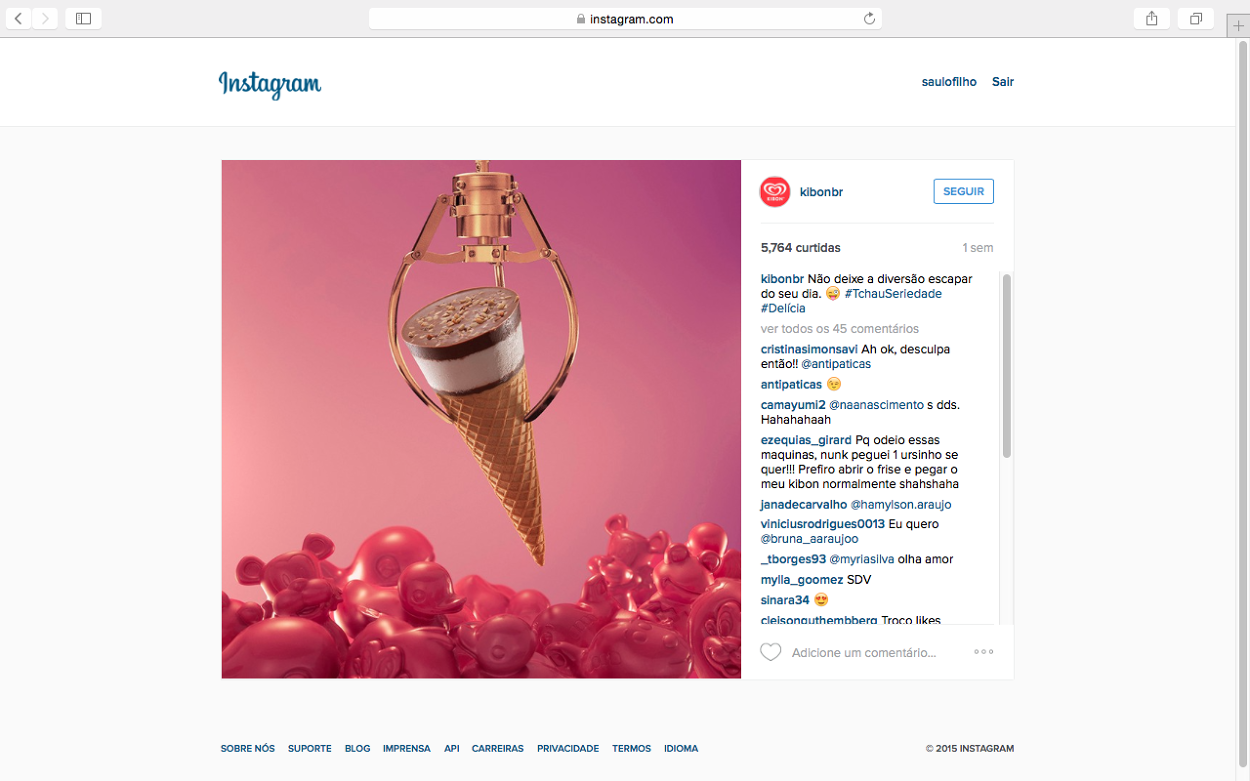 instagram.com
Instagram
saulofilho Sair
KIBON
kibonbr
SEGUIR
5,764 curtidas 1 sem
kibonbr Não deixe a diversão escapar
do seu dia. 😜 #TchauSeriedade
#Delícia
ver todos os 45 comentários
cristinasimonsavi Ah ok, desculpa
então!! @antipaticas
antipaticas 😏
camayumi2 @naanascimento s dds.
Hahahahaah
ezequias_girard Pq odeio essas
maquinas, nunk peguei 1 ursinho se
quer!!! Prefiro abrir o frise e pegar o
meu kibon normalmente shahshaha
janadecarvalho @hamylson.araujo
viniciusrodrigues0013 Eu quero
@bruna_aaraujoo
_tborges93 @myriasilva olha amor
mylla_goomez SDV
sinara34 😍
cleisonguthembberg Troco likes
Adicione um comentário...
SOBRE NÓS SUPORTE BLOG IMPRENSA API CARREIRAS PRIVACIDADE TERMOS IDIOMA
© 2015 INSTAGRAM